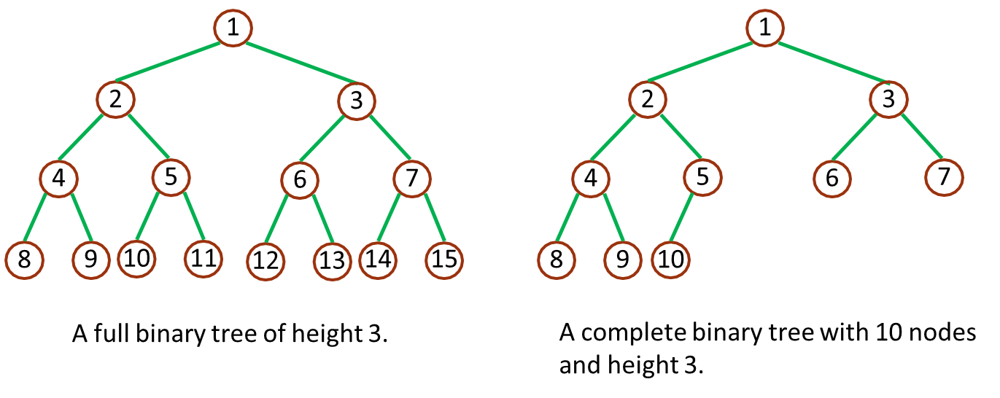 1
2 3
4 5 6 7
8 9 10 11 12 13 14 15
A full binary tree of height 3.
1
2 3
4 5 6 7
8 9 10
A complete binary tree with 10 nodes
and height 3.